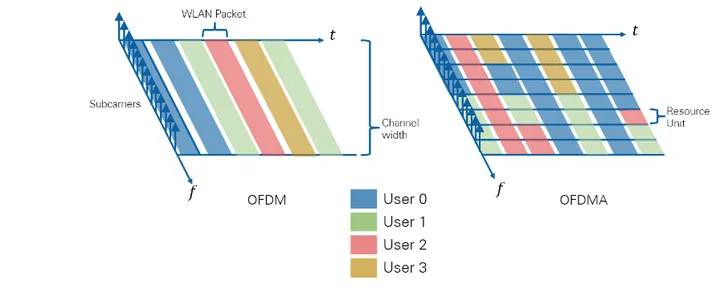 WLAN Packet
t
Subcarriers
Channel
width
f
OFDM
t
Resource
Unit
f
OFDMA
User 0
User 1
User 2
User 3